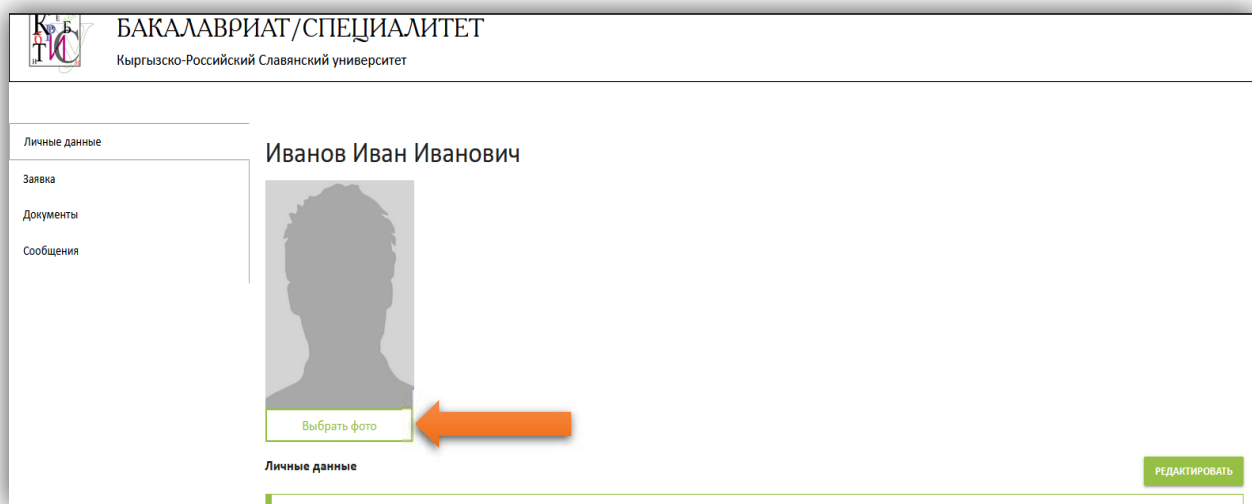 БАКАЛАВРИАТ/СПЕЦИАЛИТЕТ
Кыргызско-Российский Славянский университет
Личные данные
Заявка
Документы
Сообщения
Иванов Иван Иванович
Выбрать фото
Личные данные
РЕДАКТИРОВАТЬ